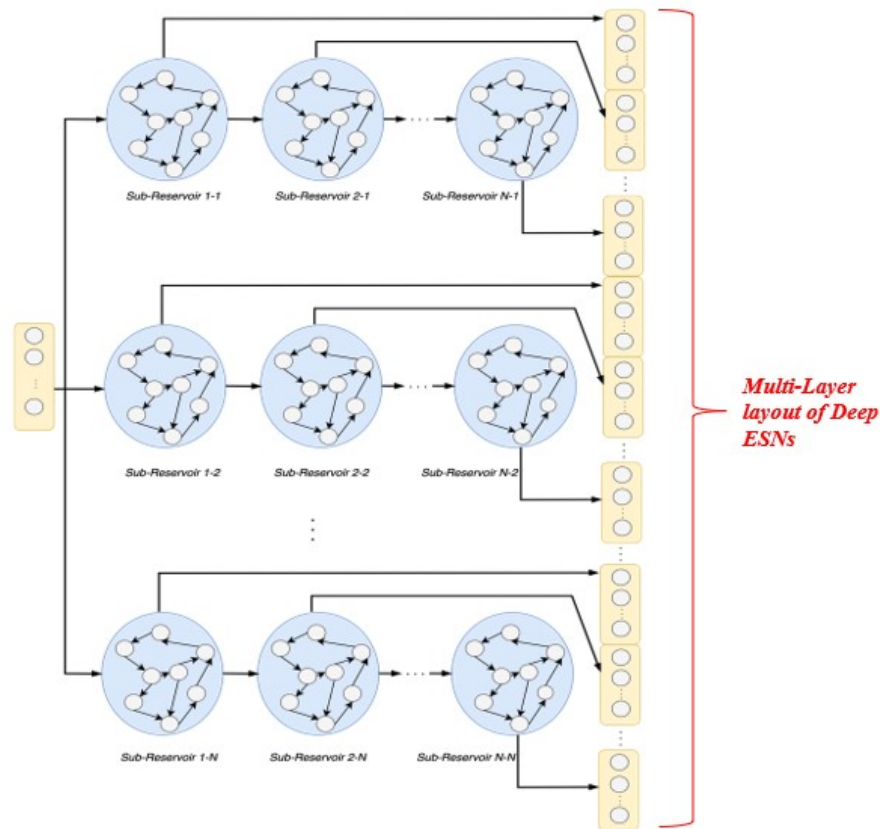 Sub-Reservoir 1-1
Sub-Reservoir 2-1
Sub-Reservoir N-1
Sub-Reservoir 1-2
Sub-Reservoir 2-2
Sub-Reservoir N-2
Sub-Reservoir 1-N
Sub-Reservoir 2-N
Sub-Reservoir N-N
Multi-Layer
layout of Deep
ESNs